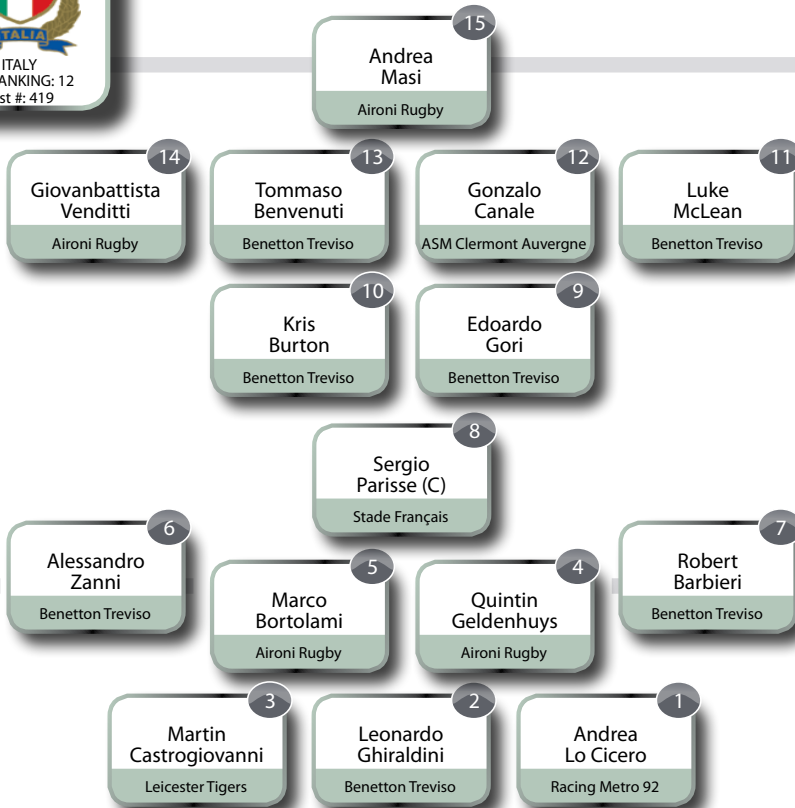 ITALIA
ITALY
ANKING: 12
st #: 419
15
Andrea
Masi
Aironi Rugby
14
Giovanbattista
Venditti
Aironi Rugby
13
Tommaso
Benvenuti
Benetton Treviso
12
Gonzalo
Canale
ASM Clermont Auvergne
11
Luke
McLean
Benetton Treviso
10
Kris
Burton
Benetton Treviso
9
Edoardo
Gori
Benetton Treviso
8
Sergio
Parisse (C)
Stade Français
6
Alessandro
Zanni
Benetton Treviso
5
Marco
Bortolami
Aironi Rugby
4
Quintin
Geldenhuys
Aironi Rugby
7
Robert
Barbieri
Benetton Treviso
3
Martin
Castrogiovanni
Leicester Tigers
2
Leonardo
Ghiraldini
Benetton Treviso
1
Andrea
Lo Cicero
Racing Metro 92